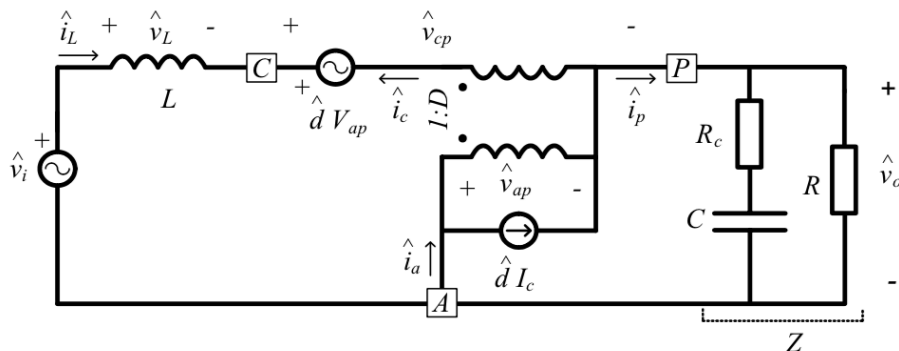 î_L + v̂_L - C + v̂_cp - P
L + d̂ V_ap î_c 1:D î_p +
v̂_i + R_c
+ v̂_ap - R v̂_o
C
î_a d̂ I_c
A -
Z